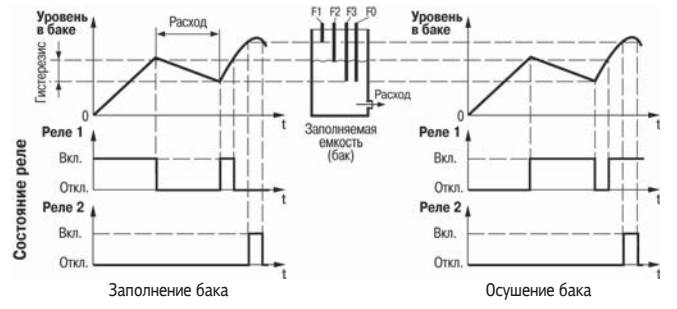 Уровень
в баке
Расход
Гистерезис
0
t
F1 F2 F3 F0
Расход
Заполняемая
емкость
(бак)
Уровень
в баке
0
t
Состояние реле
Реле 1
Вкл.
Откл.
t
Реле 2
Вкл.
Откл.
t
Заполнение бака
Реле 1
Вкл.
Откл.
t
Реле 2
Вкл.
Откл.
t
Осушение бака